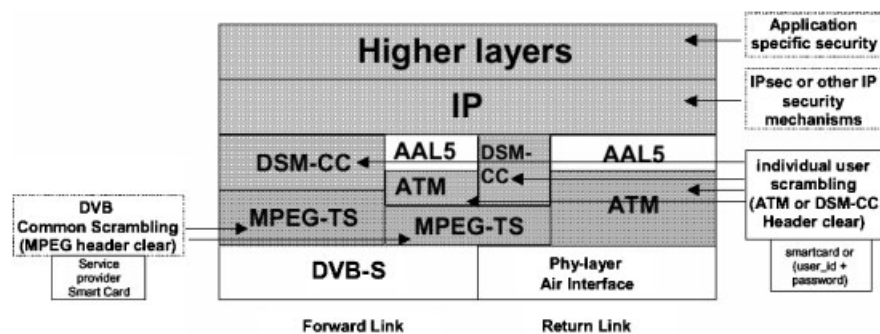 Higher layers
Application
specific security
IP
IPsec or other IP
security
mechanisms
DSM-CC
AAL5
DSM-
CC
AAL5
ATM
ATM
MPEG-TS
MPEG-TS
individual user
scrambling
(ATM or DSM-CC
Header clear)
DVB
Common Scrambling
(MPEG header clear)
Service
provider
Smart Card
DVB-S
Phy-layer
Air Interface
smartcard or
(user_id +
password)
Forward Link
Return Link